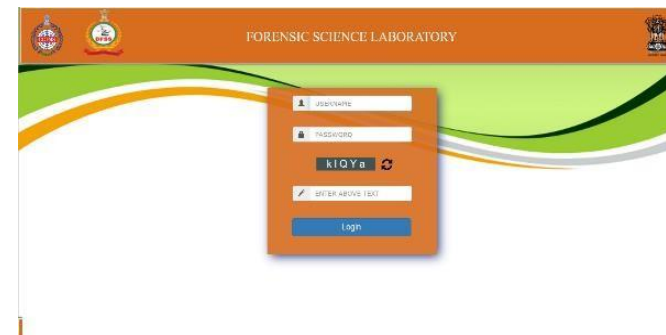 FORENSIC SCIENCE LABORATORY
USERNAME
PASSWORD
kIQYa
ENTER ABOVE TEXT
Login